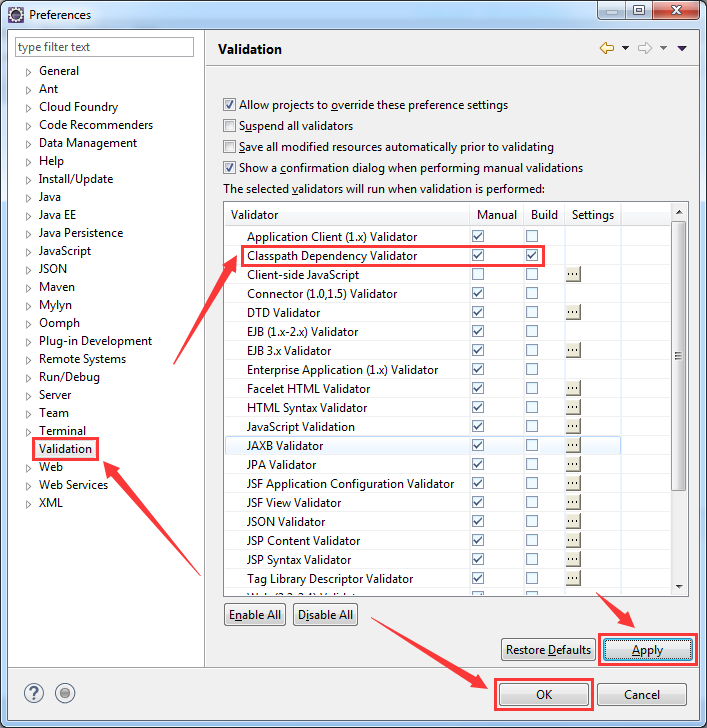 Preferences
type filter text
General
Ant
Cloud Foundry
Code Recommenders
Data Management
Help
Install/Update
Java
Java EE
Java Persistence
JavaScript
JSON
Maven
Mylyn
Oomph
Plug-in Development
Remote Systems
Run/Debug
Server
Team
Terminal
Validation
Web
Web Services
XML
Validation
Allow projects to override these preference settings
Suspend all validators
Save all modified resources automatically prior to validating
Show a confirmation dialog when performing manual validations
The selected validators will run when validation is performed:
Validator Manual Build Settings
Application Client (1.x) Validator
Classpath Dependency Validator
Client-side JavaScript ...
Connector (1.0,1.5) Validator
DTD Validator ...
EJB (1.x-2.x) Validator
EJB 3.x Validator ...
Enterprise Application (1.x) Validator
Facelet HTML Validator ...
HTML Syntax Validator ...
JavaScript Validation ...
JAXB Validator ...
JPA Validator ...
JSF Application Configuration Validator ...
JSF View Validator ...
JSON Validator ...
JSP Content Validator ...
JSP Syntax Validator ...
Tag Library Descriptor Validator ...
Enable All Disable All
Restore Defaults Apply
? OK Cancel